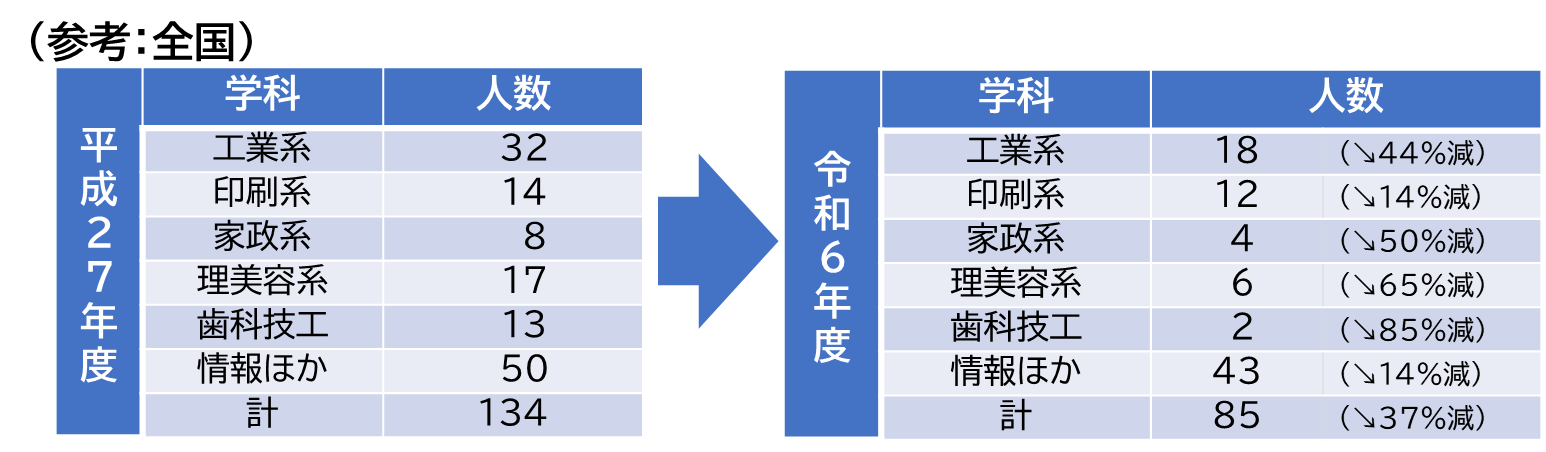 （参考：全国）
平成27年度
学科 人数
工業系 32
印刷系 14
家政系 8
理美容系 17
歯科技工 13
情報ほか 50
計 134
令和6年度
学科 人数
工業系 18 （↘44％減）
印刷系 12 （↘14％減）
家政系 4 （↘50％減）
理美容系 6 （↘65％減）
歯科技工 2 （↘85％減）
情報ほか 43 （↘14％減）
計 85 （↘37％減）